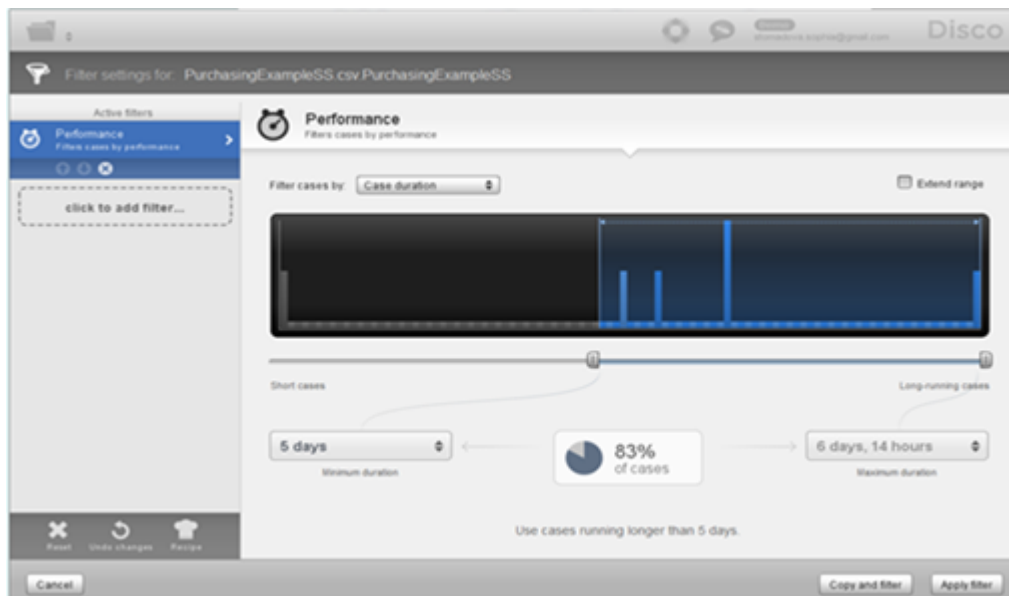 Disco
Filter settings for: PurchasingExampleSS.csv.PurchasingExampleSS
Active filters
Performance
Filters cases by performance
click to add filter...
Performance
Filters cases by performance
Filter cases by:
Case duration
Extend range
Short cases
Long-running cases
5 days
Minimum duration
83%
of cases
6 days, 14 hours
Maximum duration
Use cases running longer than 5 days.
Reset
Undo changes
Recipe
Cancel
Copy and filter
Apply filter